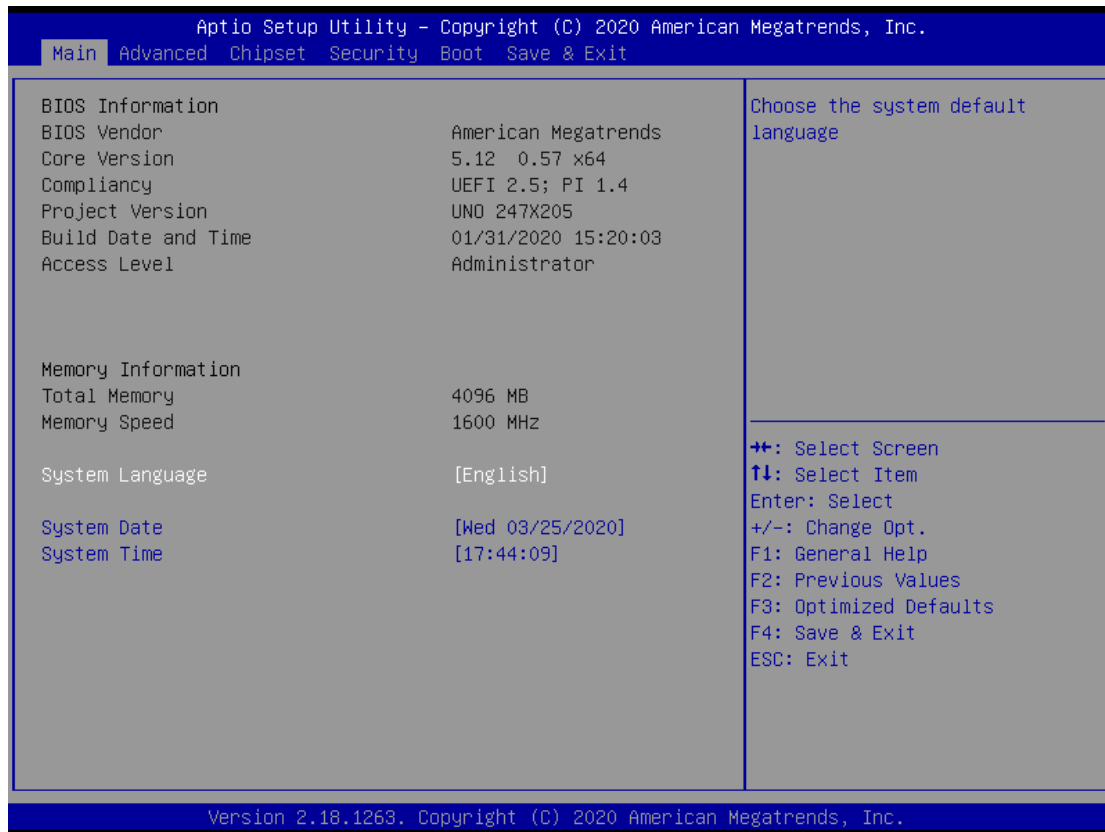 Aptio Setup Utility – Copyright (C) 2020 American Megatrends, Inc.
Main Advanced Chipset Security Boot Save & Exit
BIOS Information
BIOS Vendor American Megatrends
Core Version 5.12 0.57 x64
Compliancy UEFI 2.5; PI 1.4
Project Version UNO 247X205
Build Date and Time 01/31/2020 15:20:03
Access Level Administrator
Memory Information
Total Memory 4096 MB
Memory Speed 1600 MHz
System Language [English]
System Date [Wed 03/25/2020]
System Time [17:44:09]
Choose the system default
language
→←: Select Screen
↑↓: Select Item
Enter: Select
+/-: Change Opt.
F1: General Help
F2: Previous Values
F3: Optimized Defaults
F4: Save & Exit
ESC: Exit
Version 2.18.1263. Copyright (C) 2020 American Megatrends, Inc.